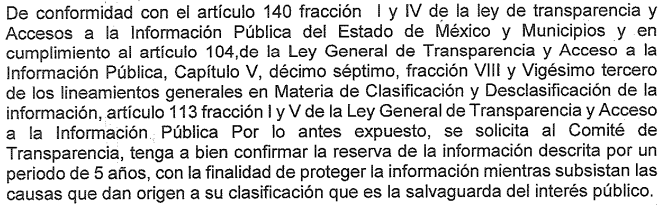 De conformidad con el artículo 140 fracción I y IV de la ley de transparencia y
Accesos a la Información Pública del Estado de México y Municipios y en
cumplimiento al artículo 104,de la Ley General de Transparencia y Acceso a la
Información Pública, Capítulo V, décimo séptimo, fracción VIII y Vigésimo tercero
de los lineamientos generales en Materia de Clasificación y Desclasificación de la
información, artículo 113 fracción I y V de la Ley General de Transparencia y Acceso
a la Información Pública Por lo antes expuesto, se solicita al Comité de
Transparencia, tenga a bien confirmar la reserva de la información descrita por un
periodo de 5 años, con la finalidad de proteger la información mientras subsistan las
causas que dan origen a su clasificación que es la salvaguarda del interés público.